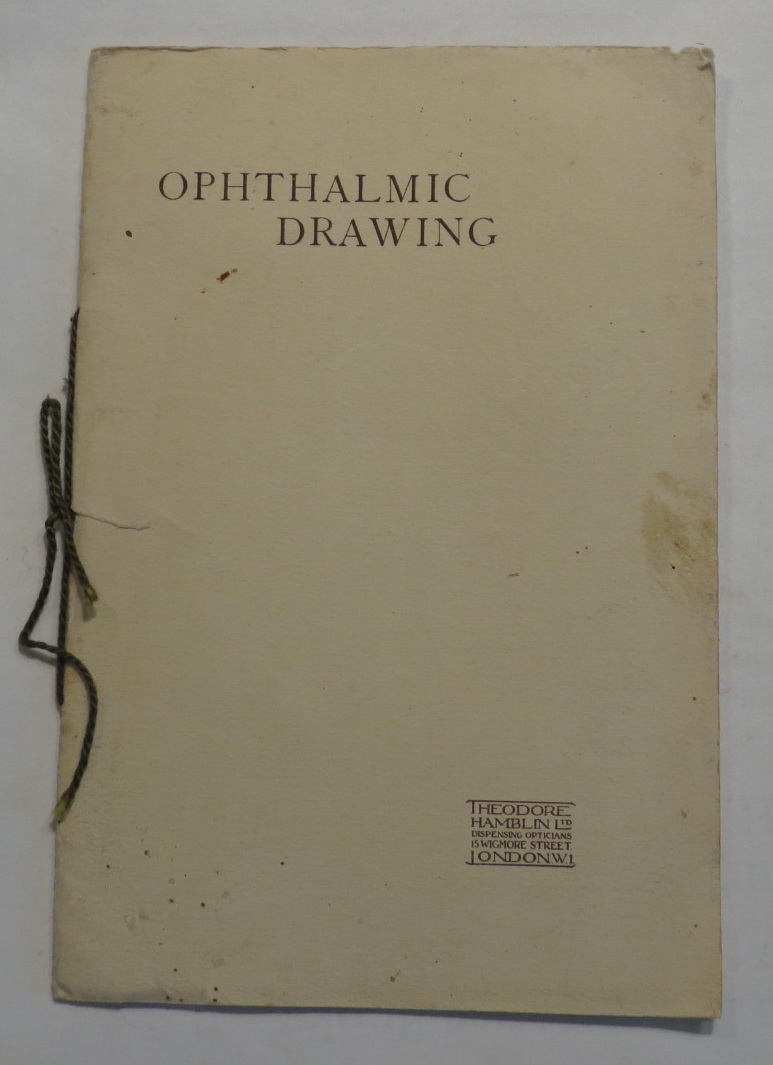 OPHTHALMIC
DRAWING
THEODORE
HAMBLIN LTD
DISPENSING OPTICIANS
15 WIGMORE STREET.
LONDON.W.1.